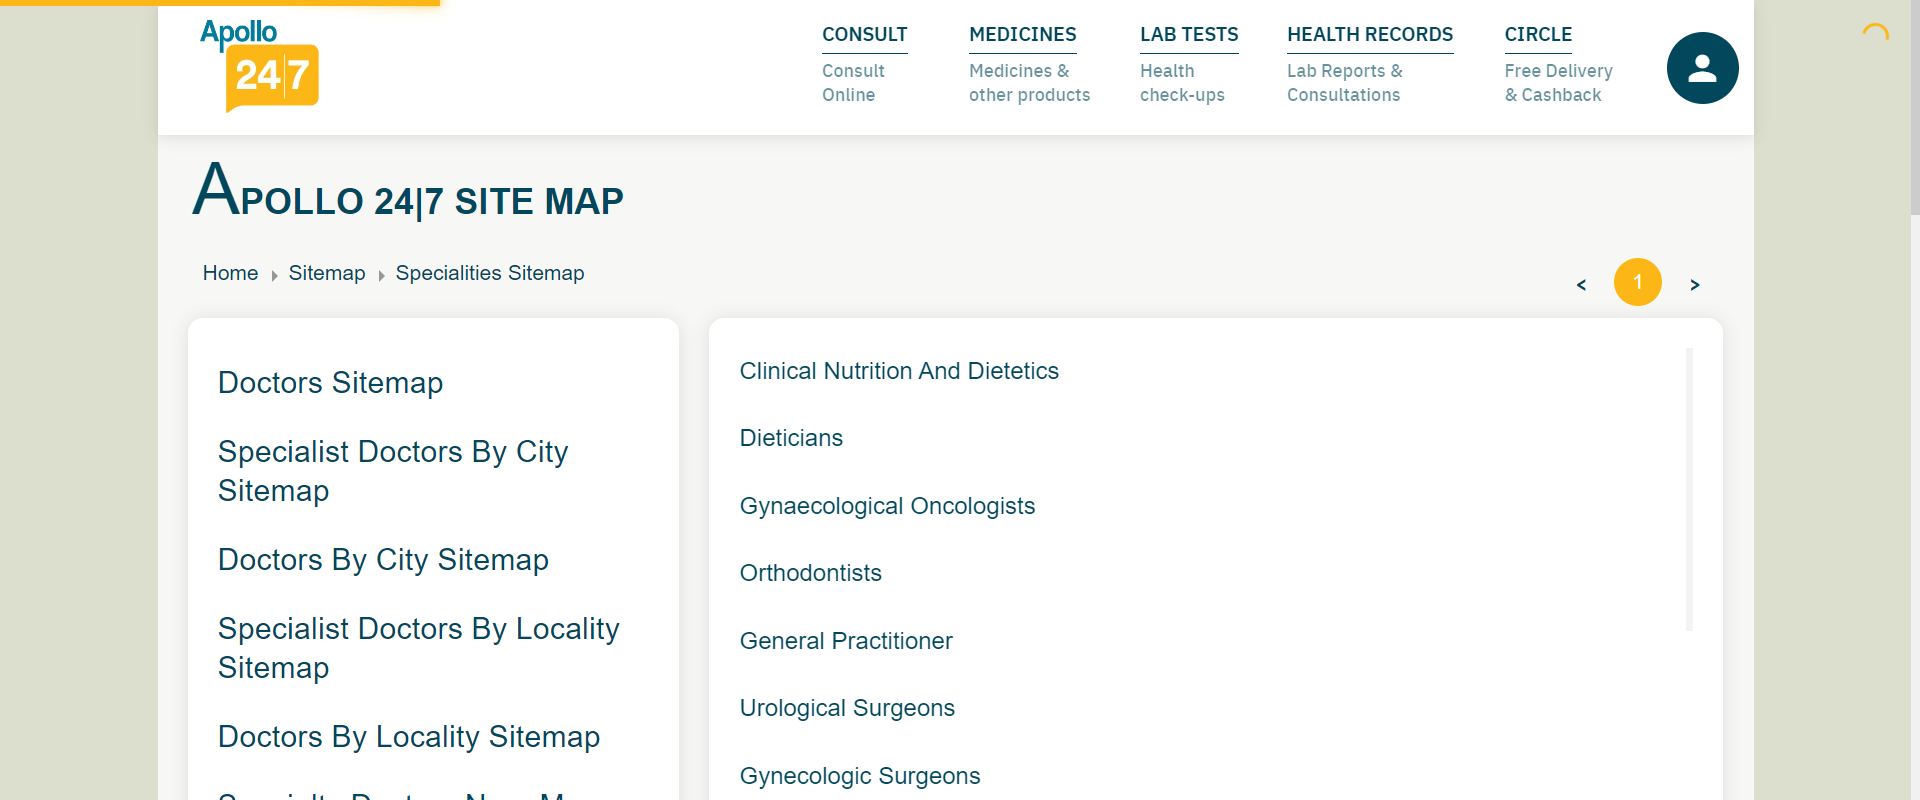 Apollo
24|7
CONSULT
Consult
Online
MEDICINES
Medicines &
other products
LAB TESTS
Health
check-ups
HEALTH RECORDS
Lab Reports &
Consultations
CIRCLE
Free Delivery
& Cashback
APOLLO 24|7 SITE MAP
Home
Sitemap
Specialities Sitemap
< 1 >
Doctors Sitemap
Specialist Doctors By City
Sitemap
Doctors By City Sitemap
Specialist Doctors By Locality
Sitemap
Doctors By Locality Sitemap
Clinical Nutrition And Dietetics
Dieticians
Gynaecological Oncologists
Orthodontists
General Practitioner
Urological Surgeons
Gynecologic Surgeons